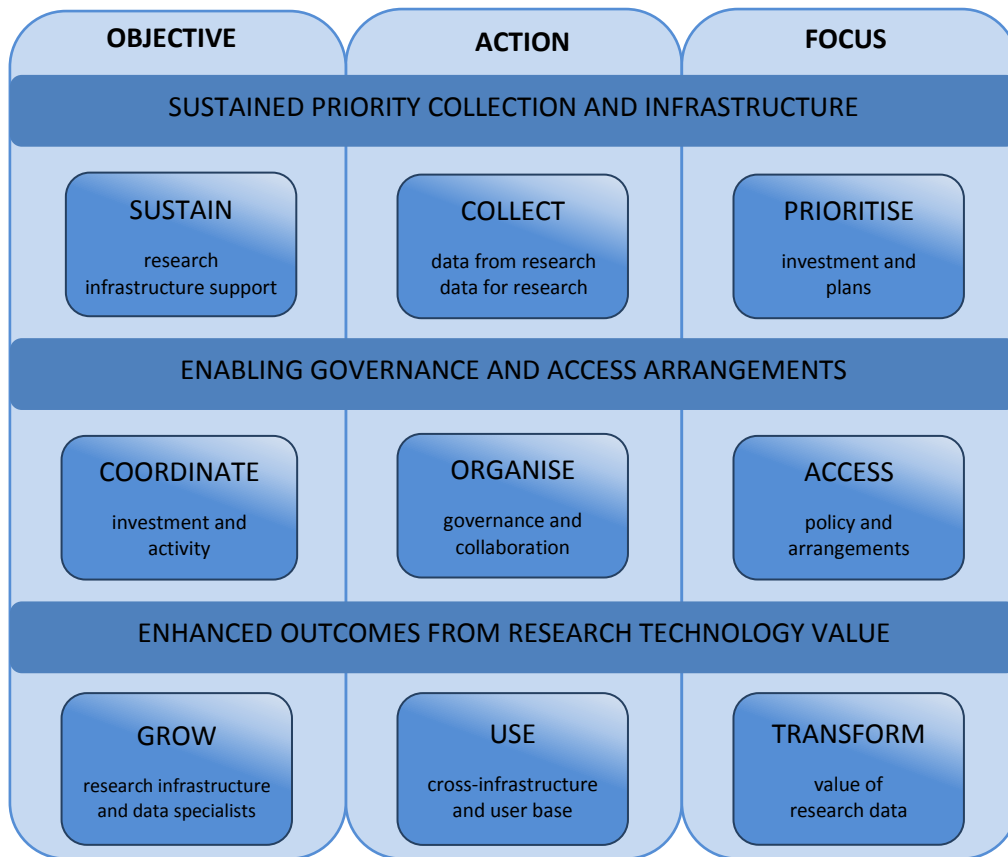 OBJECTIVE
ACTION
FOCUS
SUSTAINED PRIORITY COLLECTION AND INFRASTRUCTURE
SUSTAIN
research
infrastructure support
COLLECT
data from research
data for research
PRIORITISE
investment and
plans
ENABLING GOVERNANCE AND ACCESS ARRANGEMENTS
COORDINATE
investment and
activity
ORGANISE
governance and
collaboration
ACCESS
policy and
arrangements
ENHANCED OUTCOMES FROM RESEARCH TECHNOLOGY VALUE
GROW
research infrastructure
and data specialists
USE
cross-infrastructure
and user base
TRANSFORM
value of
research data